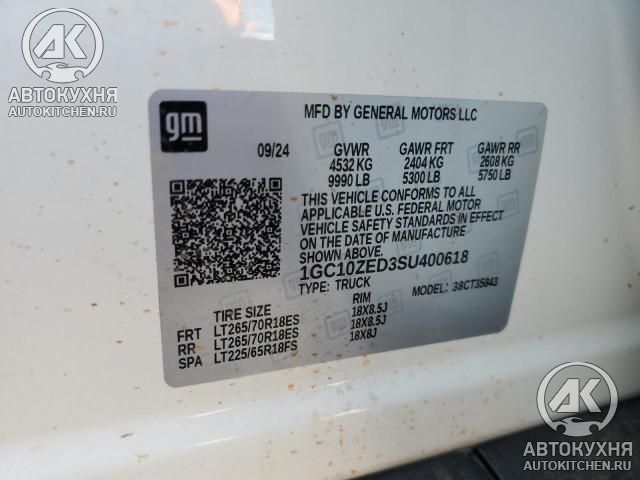 AK
АВТОКУХНЯ
AUTOKITCHEN.RU
gm
MFD BY GENERAL MOTORS LLC
09/24 GVWR GAWR FRT GAWR RR
4532 KG 2404 KG 2608 KG
9990 LB 5300 LB 5750 LB
THIS VEHICLE CONFORMS TO ALL
APPLICABLE U.S. FEDERAL MOTOR
VEHICLE SAFETY STANDARDS IN EFFECT
ON THE DATE OF MANUFACTURE
SHOWN ABOVE.
1GC10ZED3SU400618
TYPE: TRUCK MODEL: 38CT35843
TIRE SIZE RIM
FRT LT265/70R18ES 18X8.5J
RR LT265/70R18ES 18X8.5J
SPA LT225/65R18FS 18X8J
AK
АВТОКУХНЯ
AUTOKITCHEN.RU